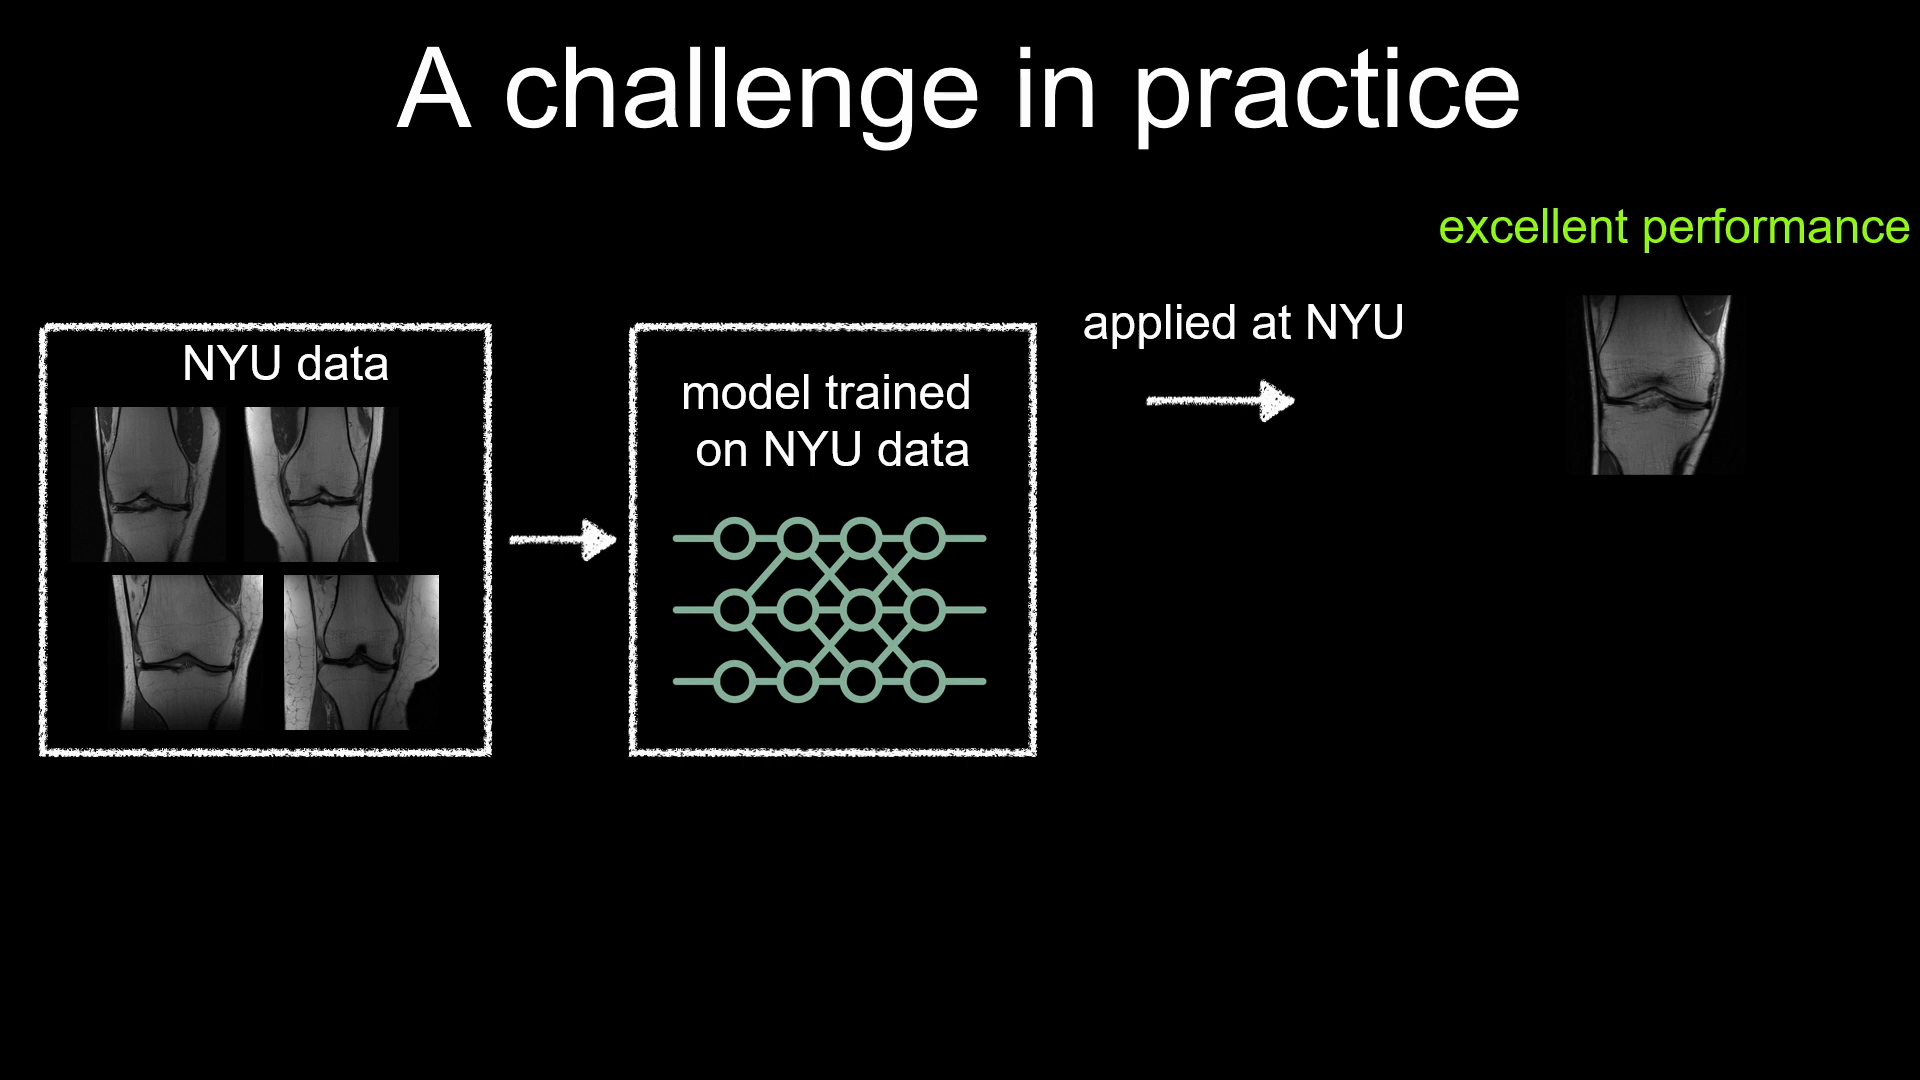 A challenge in practice
excellent performance
applied at NYU
NYU data
model trained
on NYU data